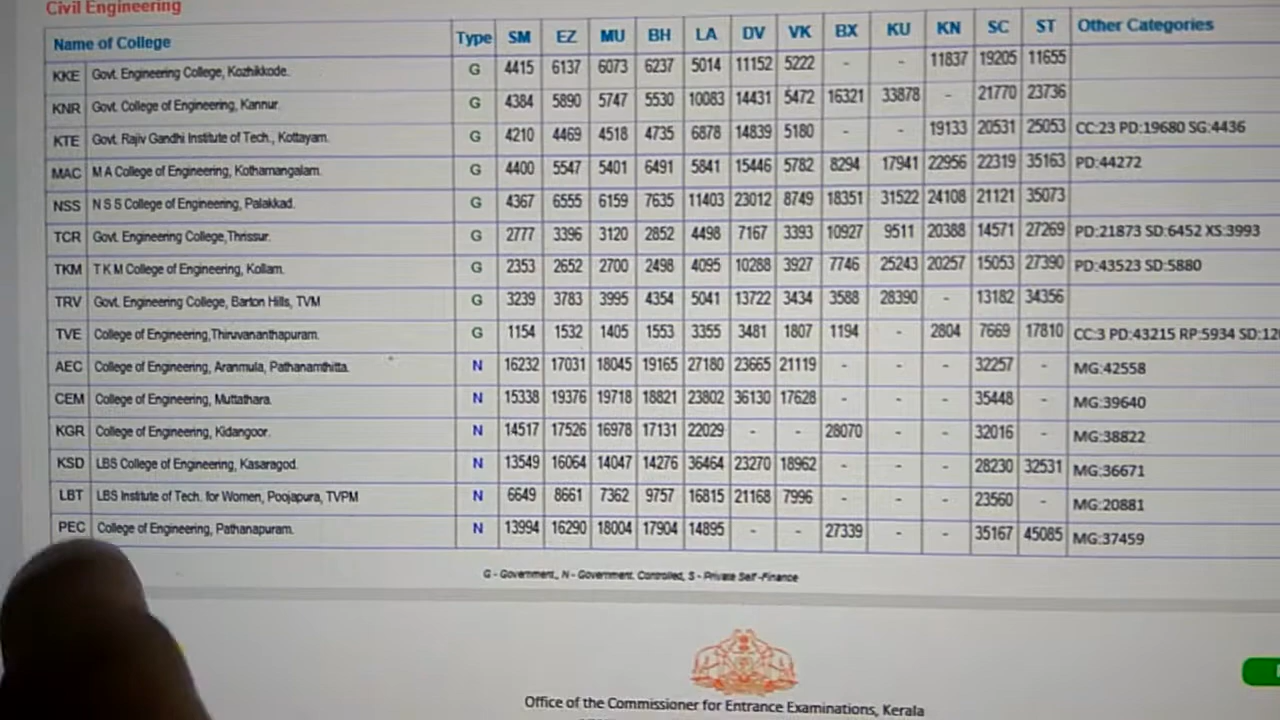 Civil Engineering
Name of College Type SM EZ MU BH LA DV VK BX KU KN SC ST Other Categories
KKE Govt. Engineering College, Kozhikkode. G 4415 6137 6073 6237 5014 11152 5222 - - 11837 19205 11655
KNR Govt. College of Engineering, Kannur. G 4384 5890 5747 5530 10083 14431 5472 16321 33878 - 21770 23736
KTE Govt. Rajiv Gandhi Institute of Tech., Kottayam. G 4210 4469 4518 4735 6878 14839 5180 - - 19133 20531 25053 CC:23 PD:19680 SG:4436
MAC M A College of Engineering, Kothamangalam. G 4400 5547 5401 6491 5841 15446 5782 8294 17941 22956 22319 35163 PD:44272
NSS N S S College of Engineering, Palakkad. G 4367 6555 6159 7635 11403 23012 8749 18351 31522 24108 21121 35073
TCR Govt. Engineering College,Thrissur. G 2777 3396 3120 2852 4498 7167 3393 10927 9511 20388 14571 27269 PD:21873 SD:6452 XS:3993
TKM T K M College of Engineering, Kollam. G 2353 2652 2700 2498 4095 10288 3927 7746 25243 20257 15053 27390 PD:43523 SD:5880
TRV Govt. Engineering College, Barton Hills, TVM G 3239 3783 3995 4354 5041 13722 3434 3588 28390 - 13182 34356
TVE College of Engineering,Thiruvananthapuram. G 1154 1532 1405 1553 3355 3481 1807 1194 - 2804 7669 17810 CC:3 PD:43215 RP:5934 SD:12
AEC College of Engineering, Aranmula, Pathanamthitta. N 16232 17031 18045 19165 27180 23665 21119 - - - 32257 - MG:42558
CEM College of Engineering, Muttathara. N 15338 19376 19718 18821 23802 36130 17628 - - - 35448 - MG:39640
KGR College of Engineering, Kidangoor. N 14517 17526 16978 17131 22029 - - 28070 - - 32016 - MG:38822
KSD LBS College of Engineering, Kasaragod. N 13549 16064 14047 14276 36464 23270 18962 - - - 28230 32531 MG:36671
LBT LBS Institute of Tech. for Women, Poojapura, TVPM N 6649 8661 7362 9757 16815 21168 7996 - - - 23560 - MG:20881
PEC College of Engineering, Pathanapuram. N 13994 16290 18004 17904 14895 - - 27339 - - 35167 45085 MG:37459
G - Government, N - Government. Controlled, S - Private Self -Finance
Office of the Commissioner for Entrance Examinations, Kerala